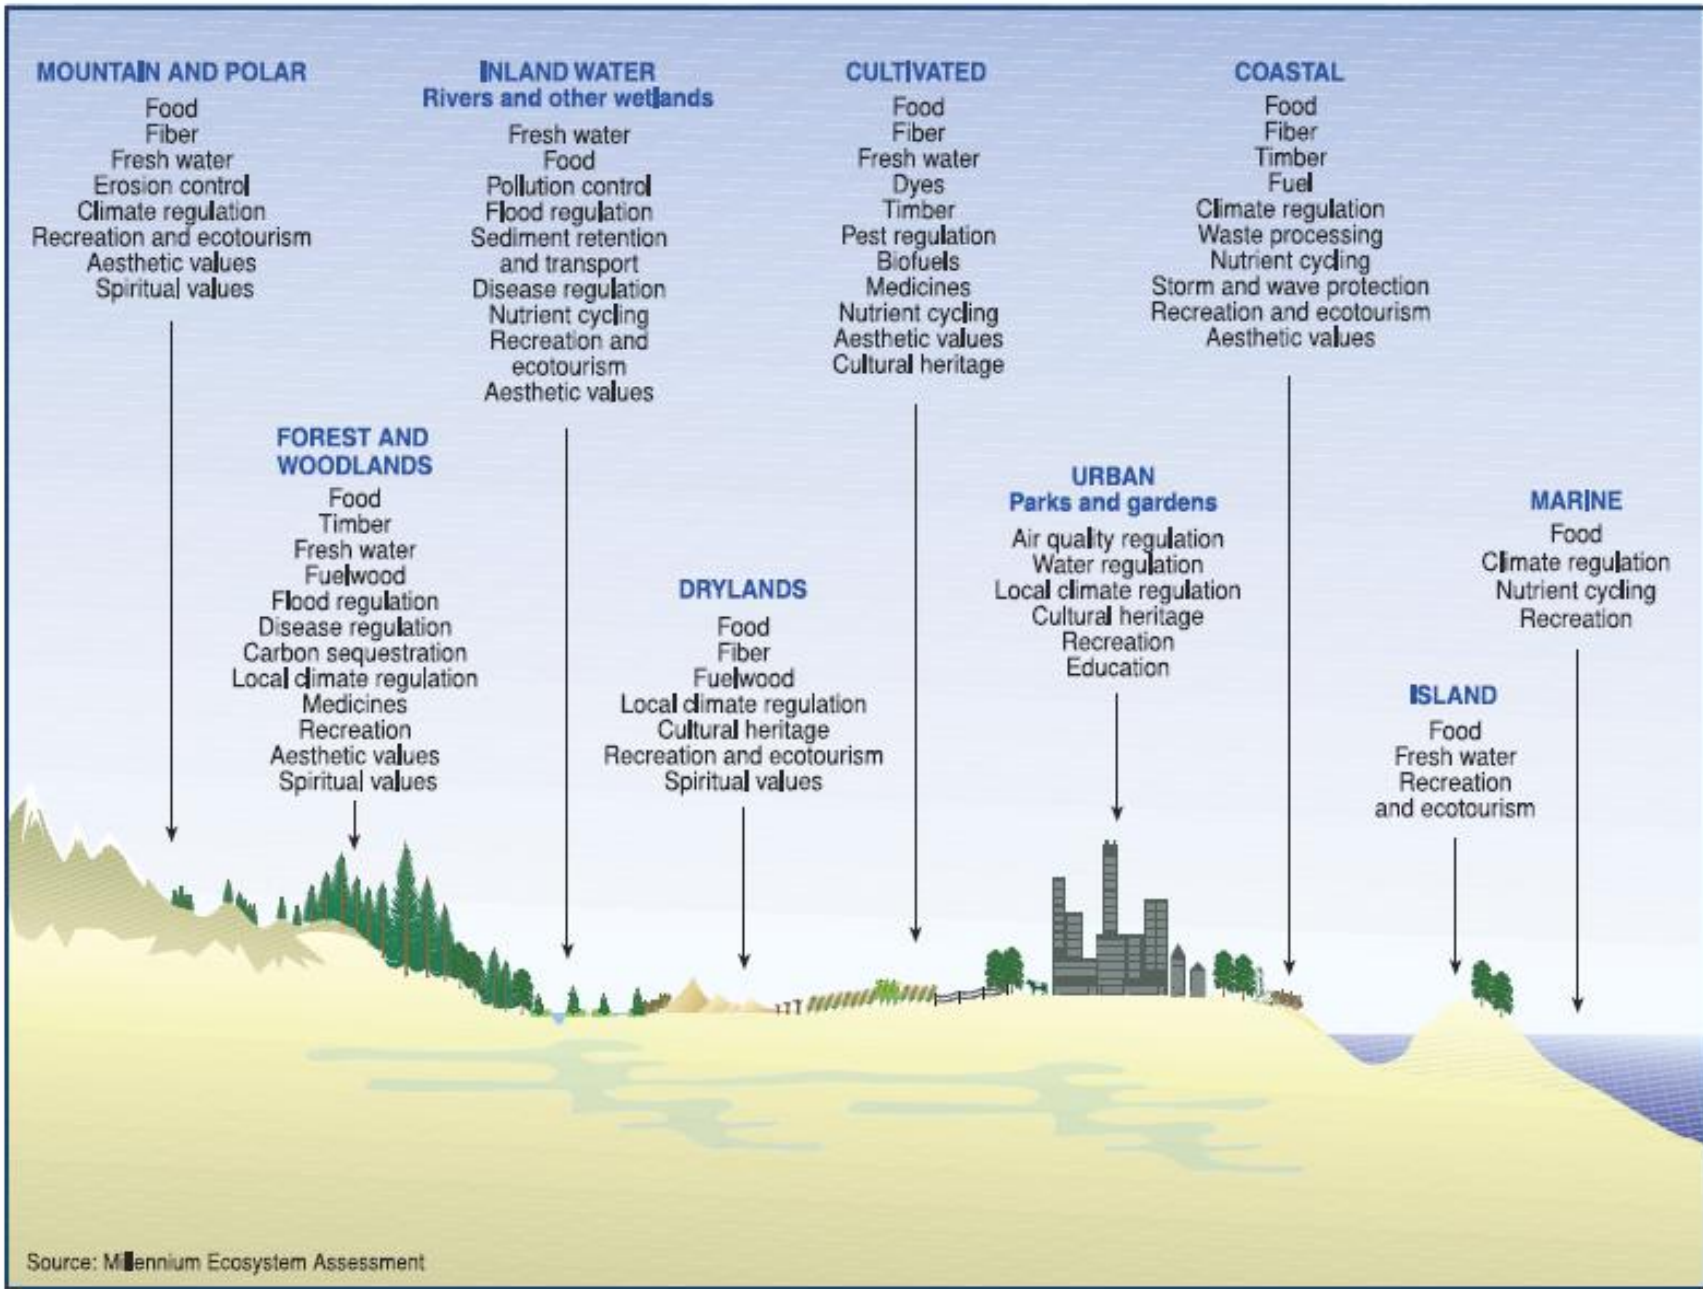 MOUNTAIN AND POLAR
Food
Fiber
Fresh water
Erosion control
Climate regulation
Recreation and ecotourism
Aesthetic values
Spiritual values
INLAND WATER
Rivers and other wetlands
Fresh water
Food
Pollution control
Flood regulation
Sediment retention
and transport
Disease regulation
Nutrient cycling
Recreation and
ecotourism
Aesthetic values
CULTIVATED
Food
Fiber
Fresh water
Dyes
Timber
Pest regulation
Biofuels
Medicines
Nutrient cycling
Aesthetic values
Cultural heritage
COASTAL
Food
Fiber
Timber
Fuel
Climate regulation
Waste processing
Nutrient cycling
Storm and wave protection
Recreation and ecotourism
Aesthetic values
FOREST AND
WOODLANDS
Food
Timber
Fresh water
Fuelwood
Flood regulation
Disease regulation
Carbon sequestration
Local climate regulation
Medicines
Recreation
Aesthetic values
Spiritual values
DRYLANDS
Food
Fiber
Fuelwood
Local climate regulation
Cultural heritage
Recreation and ecotourism
Spiritual values
URBAN
Parks and gardens
Air quality regulation
Water regulation
Local climate regulation
Cultural heritage
Recreation
Education
MARINE
Food
Climate regulation
Nutrient cycling
Recreation
ISLAND
Food
Fresh water
Recreation
and ecotourism
Source: Millennium Ecosystem Assessment